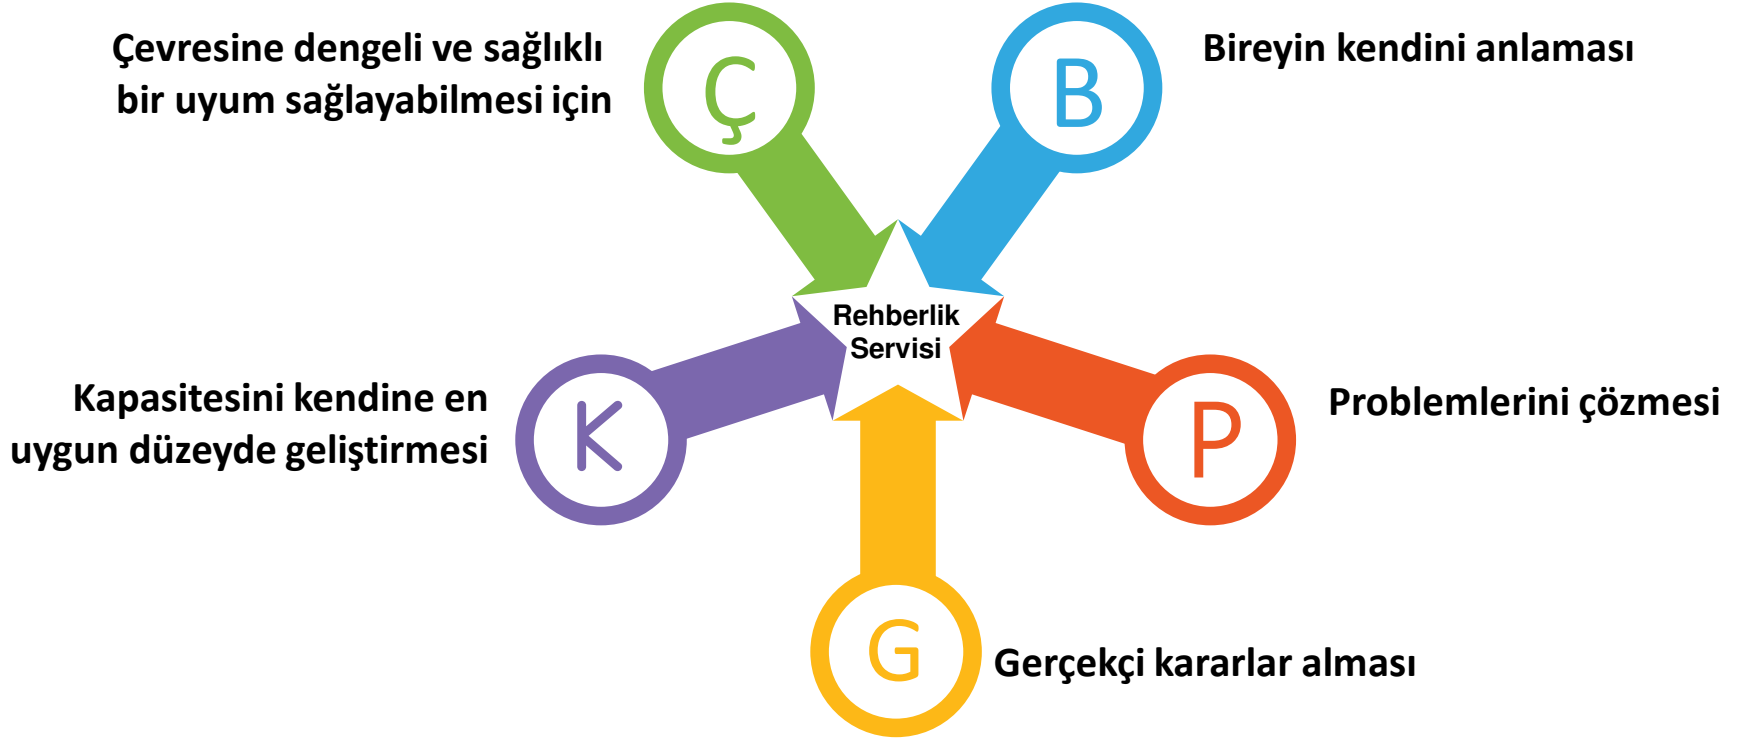 Çevresine dengeli ve sağlıklı
bir uyum sağlayabilmesi için
Ç
B
Bireyin kendini anlaması
Rehberlik
Servisi
Kapasitesini kendine en
uygun düzeyde geliştirmesi
K
P
Problemlerini çözmesi
G
Gerçekçi kararlar alması